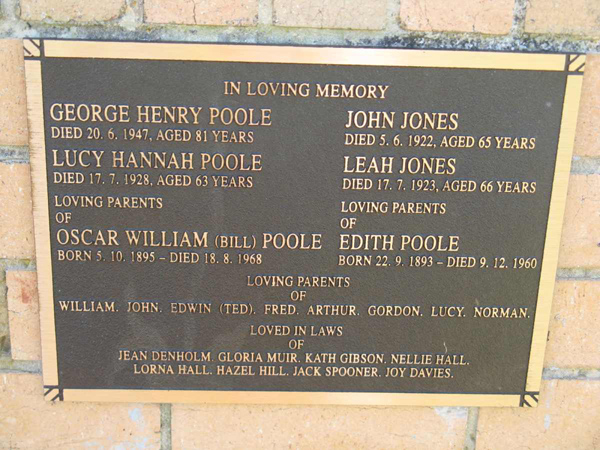 IN LOVING MEMORY
GEORGE HENRY POOLE
DIED 20. 6. 1947, AGED 81 YEARS
LUCY HANNAH POOLE
DIED 17. 7. 1928, AGED 63 YEARS
LOVING PARENTS
OF
OSCAR WILLIAM (BILL) POOLE
BORN 5. 10. 1895 – DIED 18. 8. 1968
JOHN JONES
DIED 5. 6. 1922, AGED 65 YEARS
LEAH JONES
DIED 17. 7. 1923, AGED 66 YEARS
LOVING PARENTS
OF
EDITH POOLE
BORN 22. 9. 1893 – DIED 9. 12. 1960
LOVING PARENTS
OF
WILLIAM. JOHN. EDWIN (TED). FRED. ARTHUR. GORDON. LUCY. NORMAN.
LOVED IN LAWS
OF
JEAN DENHOLM. GLORIA MUIR. KATH GIBSON. NELLIE HALL.
LORNA HALL. HAZEL HILL. JACK SPOONER. JOY DAVIES.